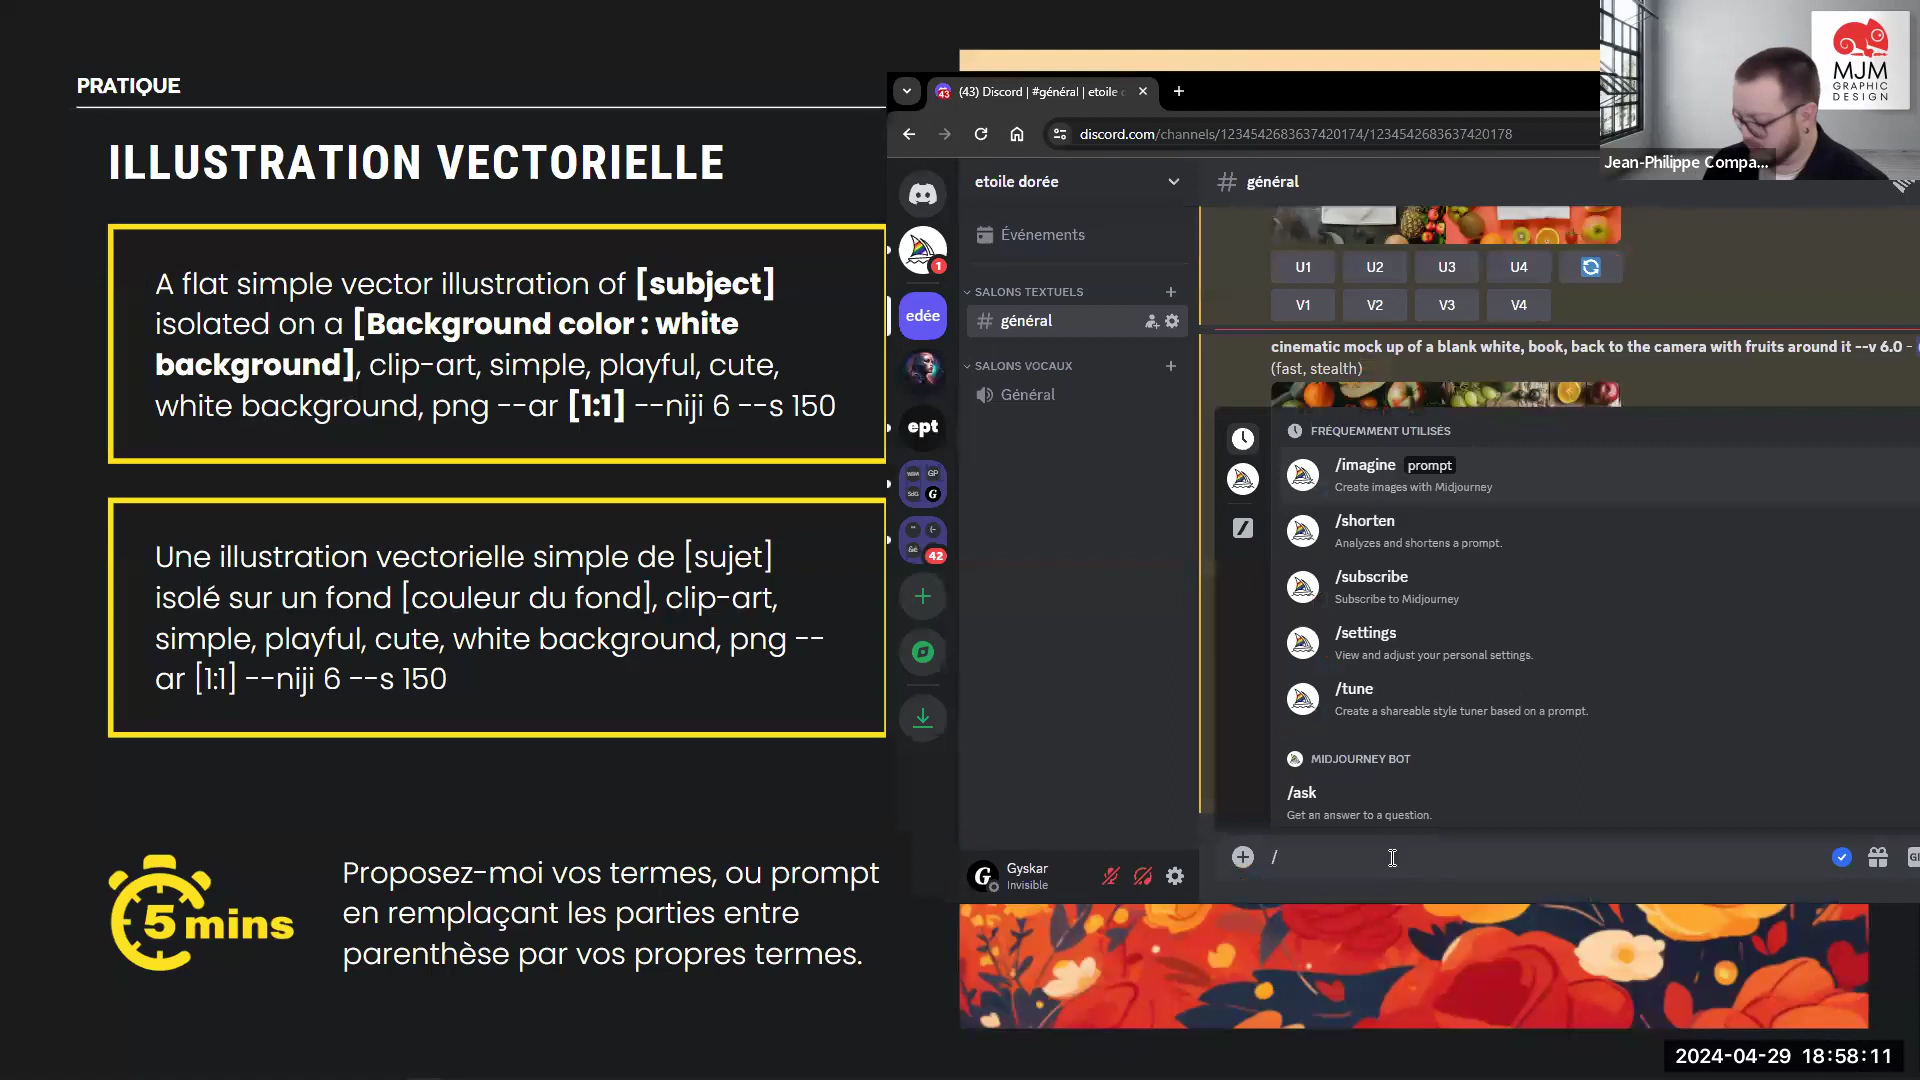 PRATIQUE
ILLUSTRATION VECTORIELLE
A flat simple vector illustration of [subject]
isolated on a [Background color : white
background], clip-art, simple, playful, cute,
white background, png --ar [1:1] --niji 6 --s 150
Une illustration vectorielle simple de [sujet]
isolé sur un fond [couleur du fond], clip-art,
simple, playful, cute, white background, png --
ar [1:1] --niji 6 --s 150
5 mins
Proposez-moi vos termes, ou prompt
en remplaçant les parties entre
parenthèse par vos propres termes.
43
(43) Discord | #général | etoile
discord.com/channels/1234542683637420174/1234542683637420178
1
edée
ept
WBM GP
SdG G
&é
42
etoile dorée
Événements
SALONS TEXTUELS
général
SALONS VOCAUX
Général
G
Gyskar
Invisible
général
U1 U2 U3 U4
V1 V2 V3 V4
cinematic mock up of a blank white, book, back to the camera with fruits around it --v 6.0 -
(fast, stealth)
FRÉQUEMMENT UTILISÉS
/imagine prompt
Create images with Midjourney
/shorten
Analyzes and shortens a prompt.
/subscribe
Subscribe to Midjourney
/settings
View and adjust your personal settings.
/tune
Create a shareable style tuner based on a prompt.
MIDJOURNEY BOT
/ask
Get an answer to a question.
/
MJM
GRAPHIC
DESIGN
Jean-Philippe Compa...
2024-04-29 18:58:11